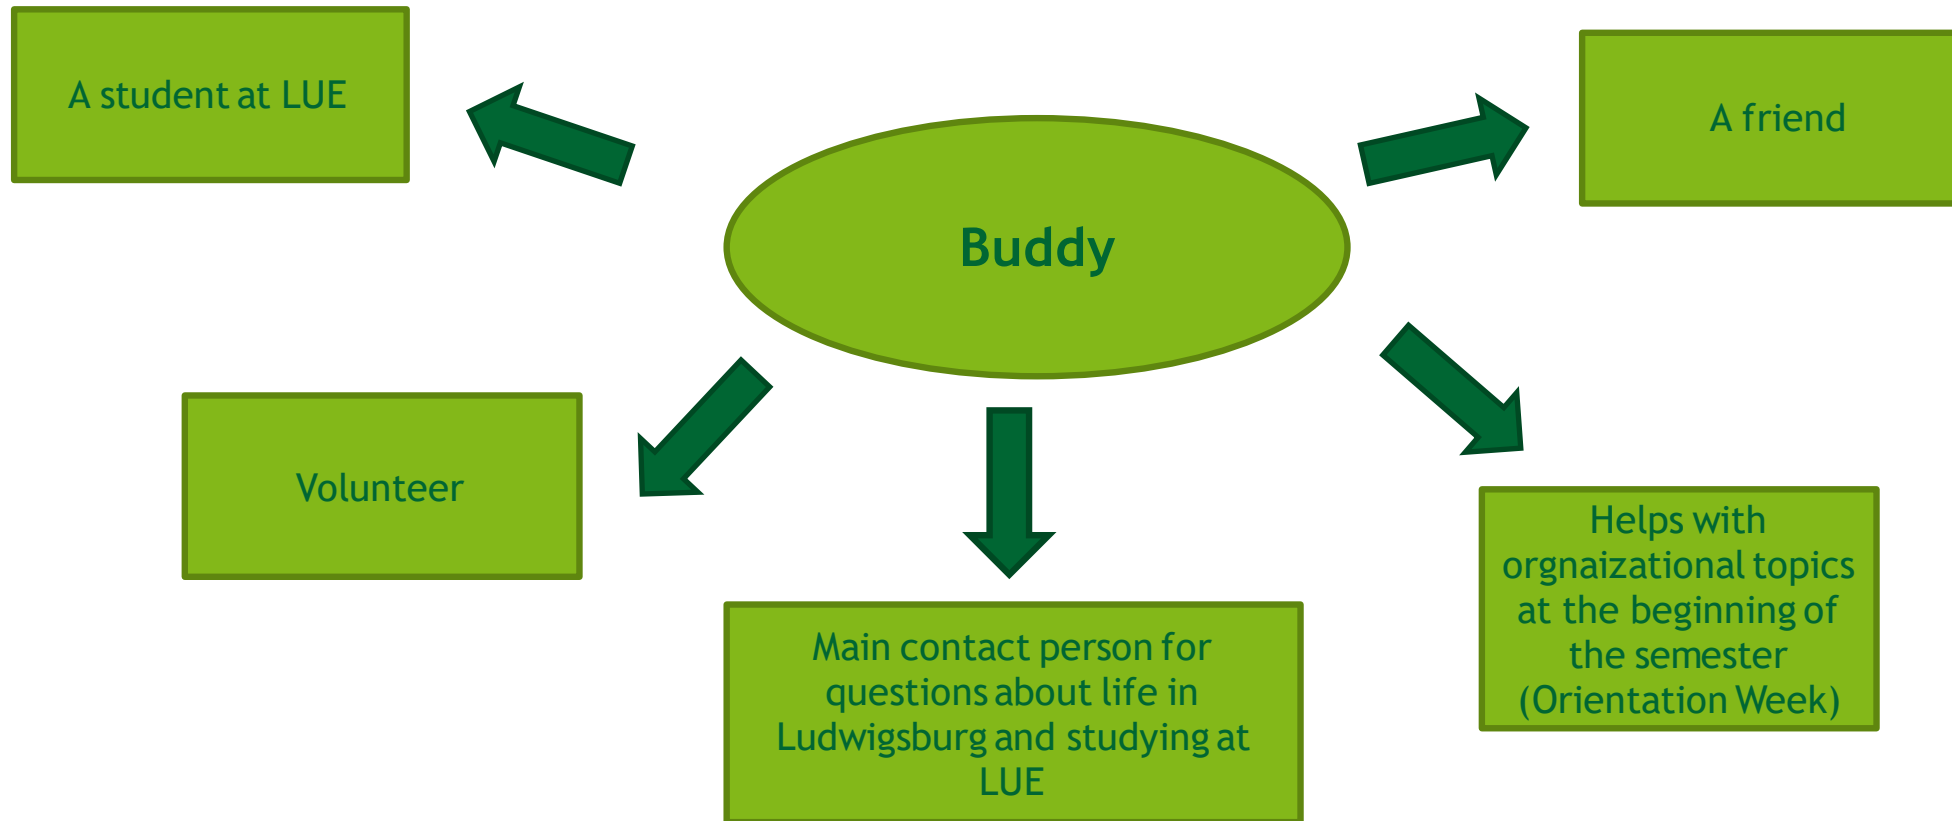 A student at LUE
A friend
Buddy
Volunteer
Main contact person for
questions about life in
Ludwigsburg and studying at
LUE
Helps with
orgnaizational topics
at the beginning of
the semester
(Orientation Week)